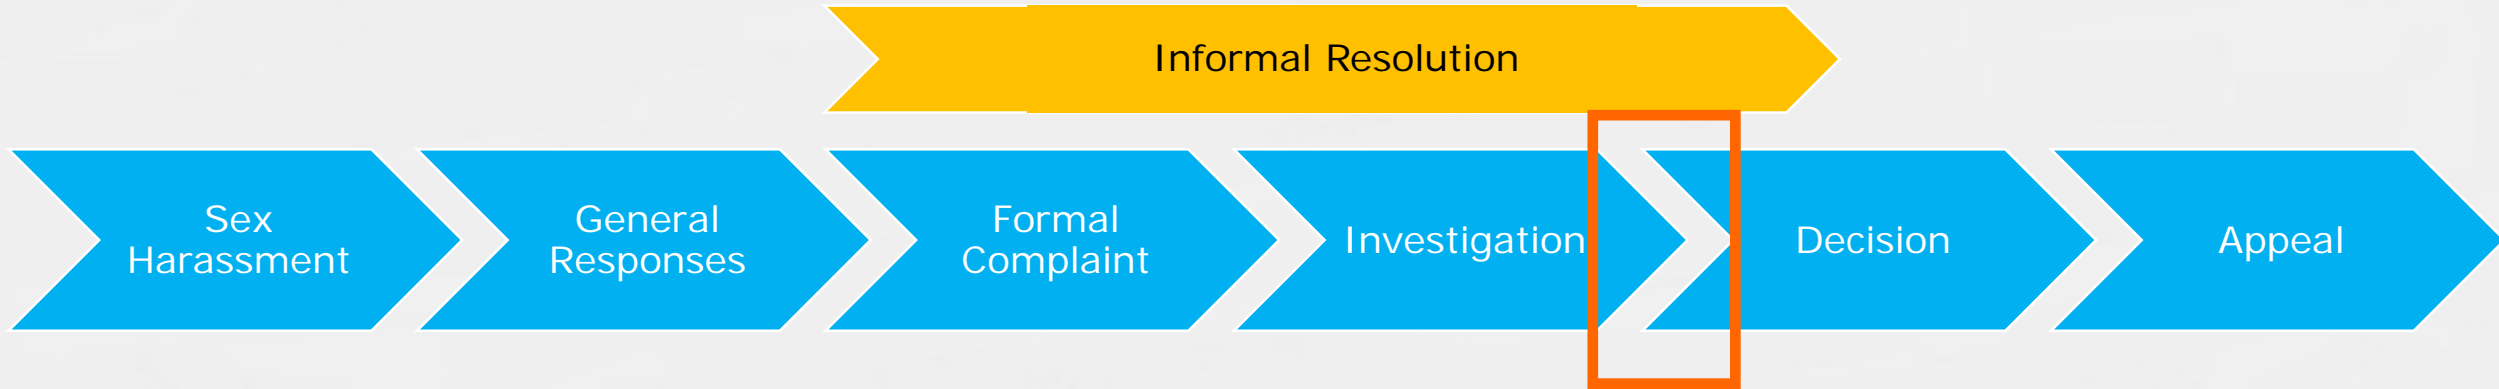 Informal Resolution
Sex
Harassment
General
Responses
Formal
Complaint
Investigation
Decision
Appeal